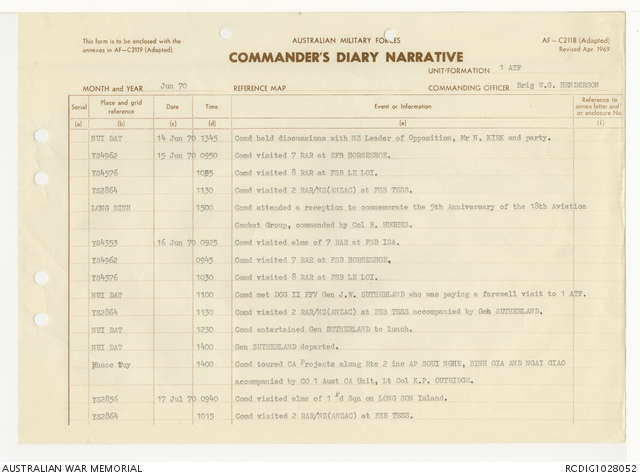 This form is to be enclosed with the
annexes in AF—C2119 (Adapted)
AUSTRALIAN MILITARY FORCES
AF — C2118 (Adapted)
Revised Apr 1969
COMMANDER'S DIARY NARRATIVE
UNIT/FORMATION 1 ATF
MONTH and YEAR Jun 70 REFERENCE MAP COMMANDING OFFICER Brig W.G. HENDERSON
Serial Place and grid reference Date Time Event or Information Reference to annex letter and or enclosure No.
(a) (b) (c) (d) (e) (f)
NUI DAT 14 Jun 70 1345 Comd held discussions with NZ Leader of Opposition, Mr N. KIRK and party.
YS4962 15 Jun 70 0950 Comd visited 7 RAR at FSB HORSESHOE.
YS4576 Comd visited 8 RAR at FSB LE LOI.
YS2864 1130 Comd visited 2 RAR/NZ(ANZAC) at FSB TESS.
LONG BINH 1500 Comd attended a reception to commemorate the 5th Anniversary of the 18th Aviation
Combat Group, commended by Col E. HUGHES.
YS4353 16 Jun 70 0925 Comd visited elms of 7 RAR at FSB ISA.
YS4962 0945 Comd visited 7 RAR at FSB HORSESHOE.
YS4576 1030 Comd visited 8 RAR at FSB LE LOI.
NUI DAT 1100 Comd met DCG II FFV Gen J.W. SUTHERLAND who was paying a farewell visit to 1 ATF.
YS2864 1130 Comd visited 2 RAR/NZ(ANZAC) at FSB TESS accompanied by Gen SUTHERLAND.
NUI DAT 1230 Comd entertained Gen SUTHERLAND to lunch.
NUI DAT 1400 Gen SUTHERLAND departed.
Phuoc Tuy 1400 Comd toured CA Projects along Rte 2 inc AP SOUI NGHE, BINH GIA AND NGAI GIAO
accompanied by CO 1 Aust CA Unit, Lt Col K.P. OUTRIDGE.
YS2856 17 Jul 70 0940 Comd visited elms of 1 Fd Sqn on LONG SON Island.
YS2864 1015 Comd visited 2 RAR/NZ(ANZAC) at FSB TESS.
AUSTRALIAN WAR MEMORIAL
RCDIG1028052